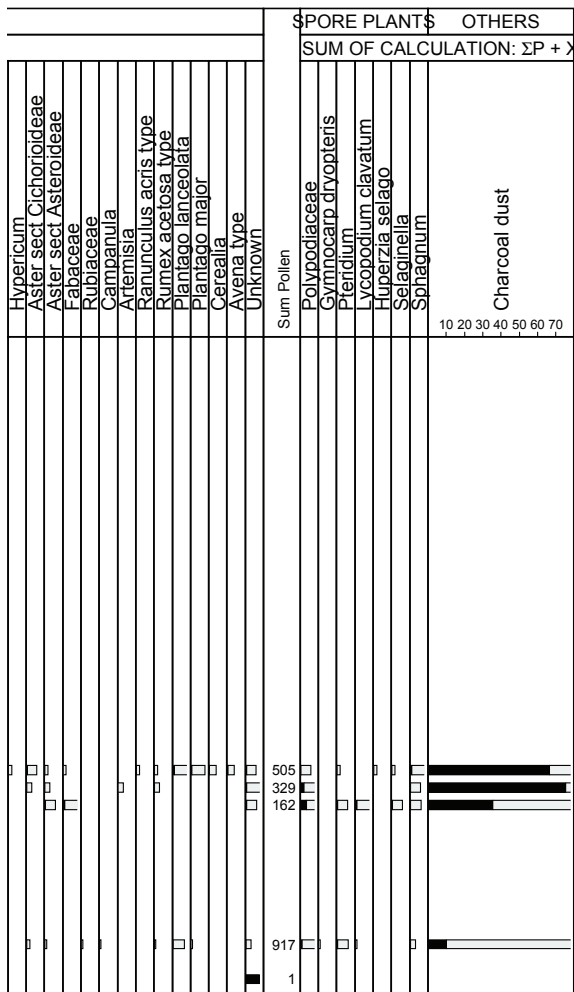 SPORE PLANTS OTHERS
SUM OF CALCULATION: ΣP + X
Hypericum
Aster sect Cichorioideae
Aster sect Asteroideae
Fabaceae
Rubiaceae
Campanula
Artemisia
Ranunculus acris type
Rumex acetosa type
Plantago lanceolata
Plantago major
Cerealia
Avena type
Unknown
Sum Pollen
Polypodiaceae
Gymnocarp dryopteris
Pteridium
Lycopodium clavatum
Huperzia selago
Selaginella
Sphagnum
Charcoal dust
10 20 30 40 50 60 70
505
329
162
917
1